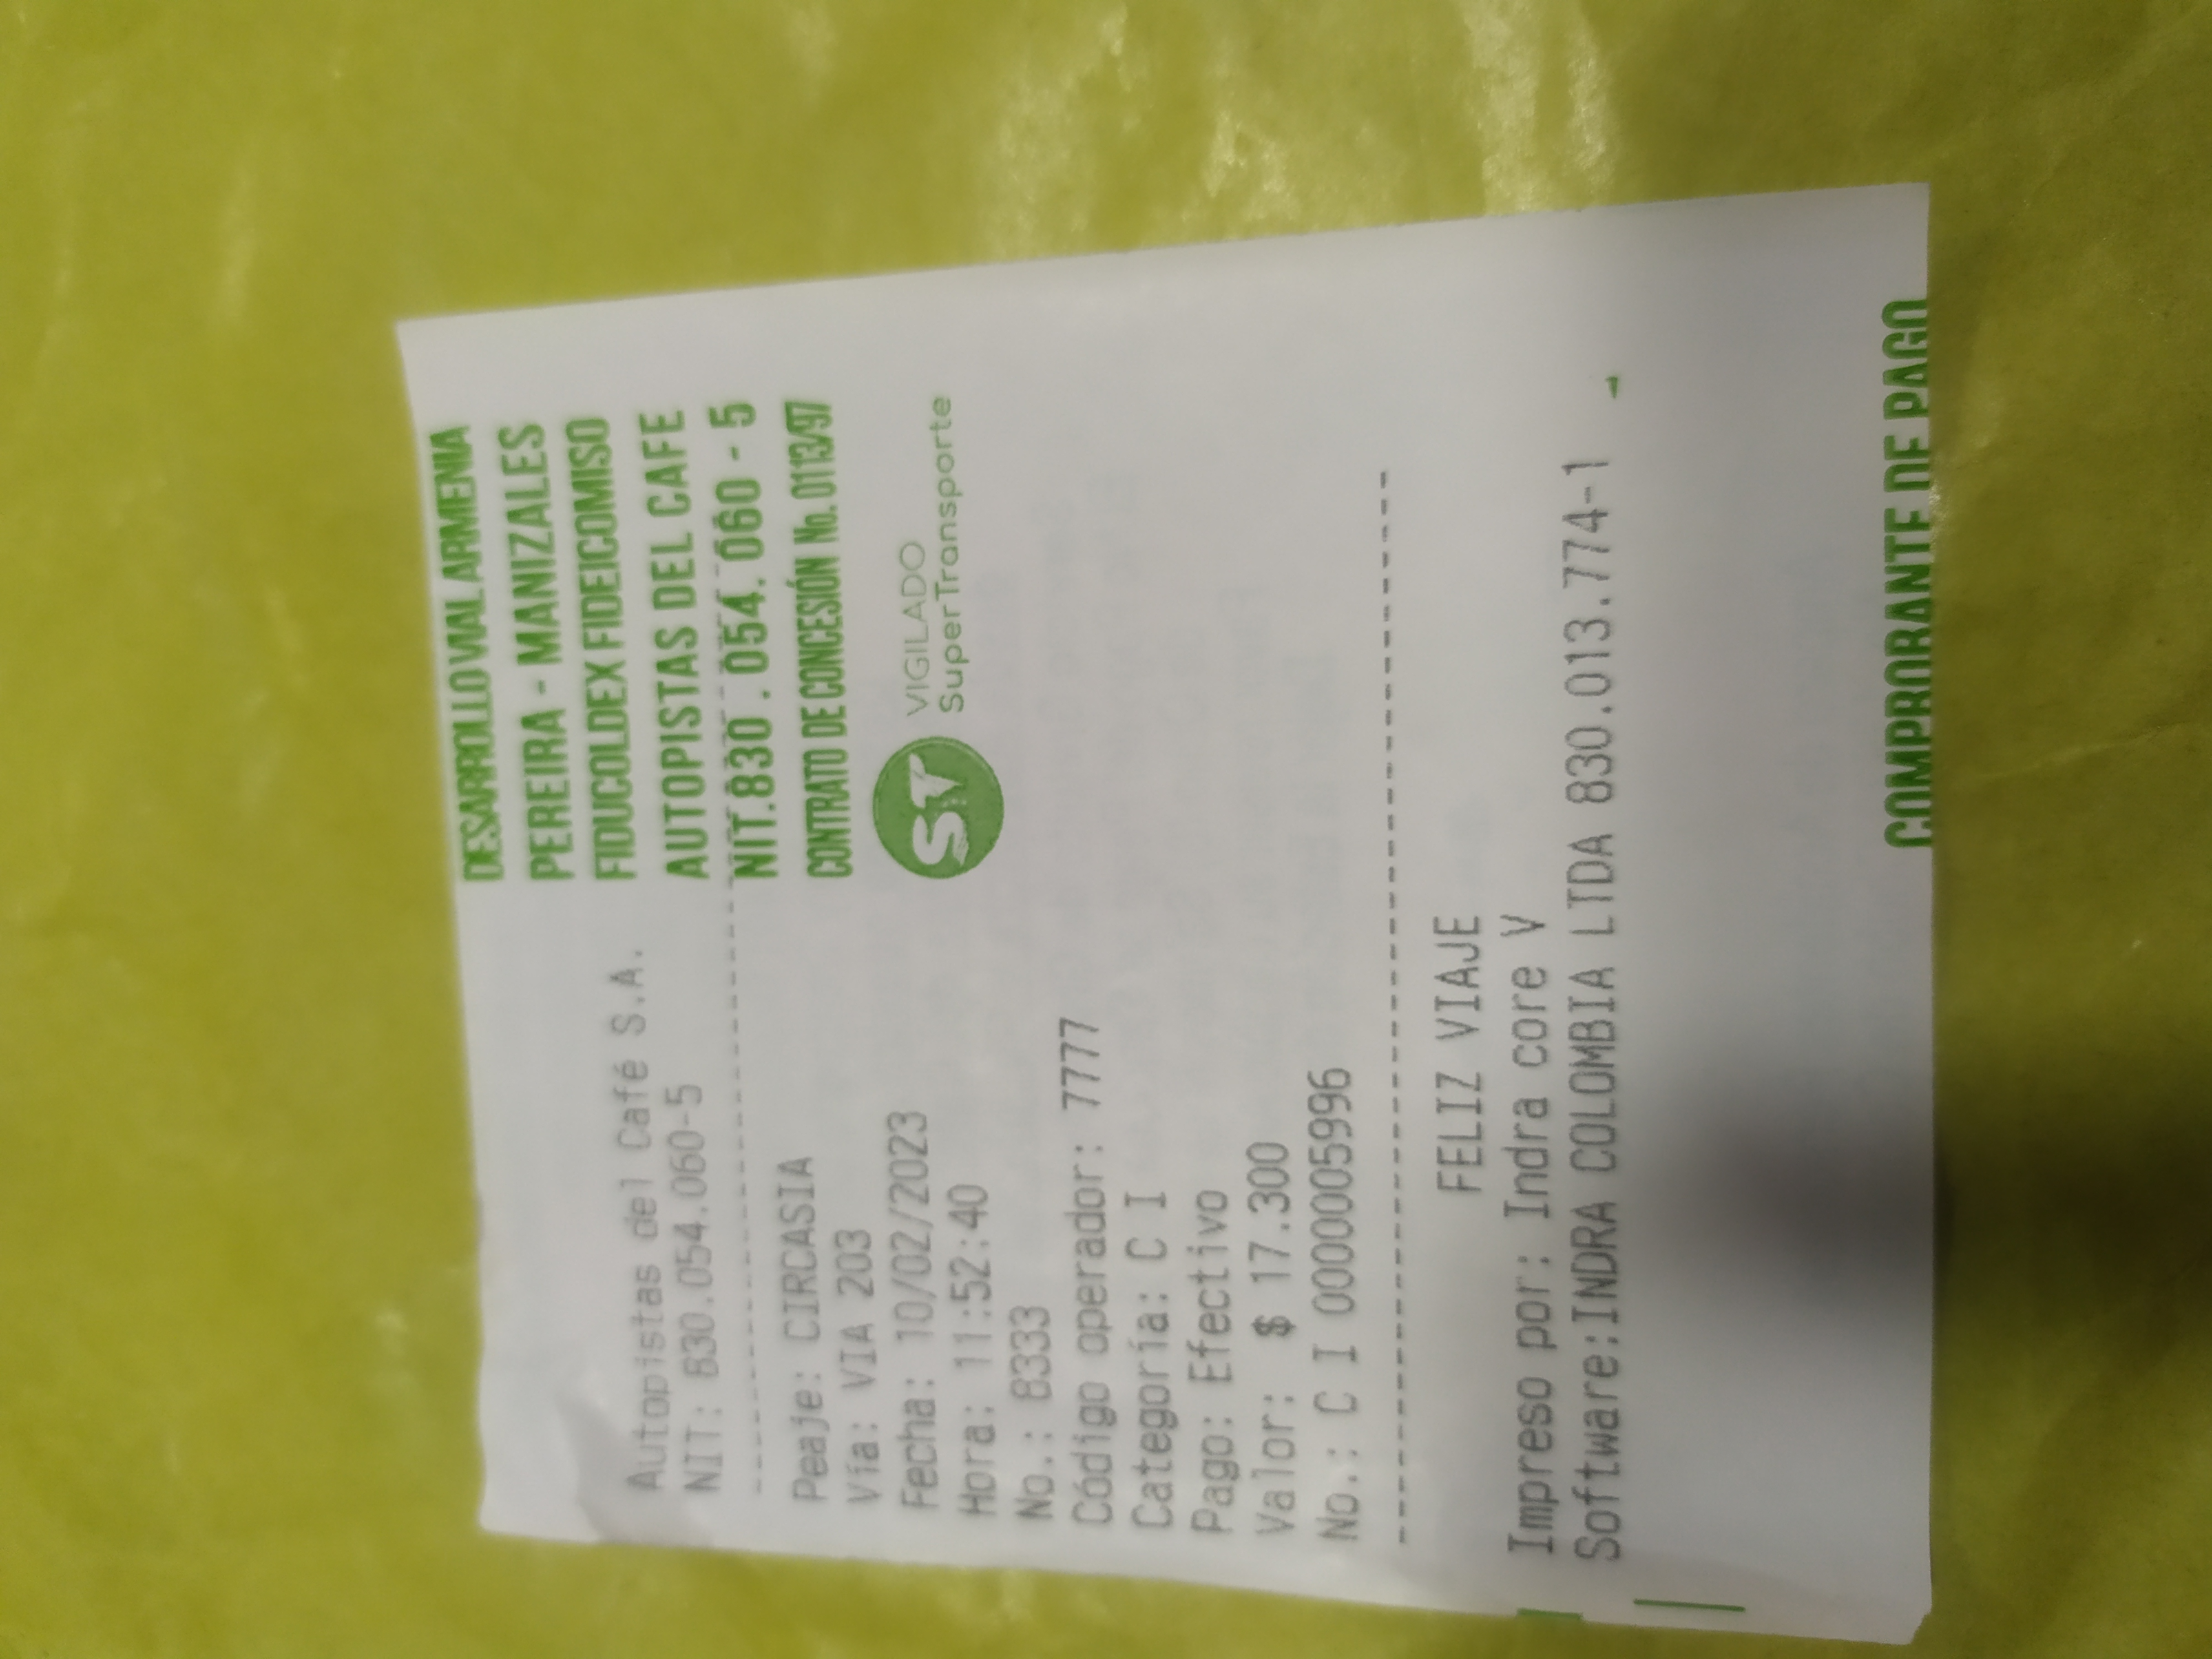 DESARROLLO VIAL ARMENIA
PEREIRA - MANIZALES
FIDUCOLDEX FIDEICOMISO
AUTOPISTAS DEL CAFE
NIT.830.054.060 - 5
CONTRATO DE CONCESIÓN No. 0113/97
ST
VIGILADO
SuperTransporte
Autopistas del Café S.A.
NIT: 830.054.060-5
Peaje: CIRCASIA
Vía: VIA 203
Fecha: 10/02/2023
Hora: 11:52:40
No.: 8333
Código operador: 7777
Categoría: C I
Pago: Efectivo
Valor: $ 17.300
No.: C I 0000005996
FELIZ VIAJE
Impreso por: Indra core V
Software:INDRA COLOMBIA LTDA 830.013.774-1
COMPROBANTE DE PAGO